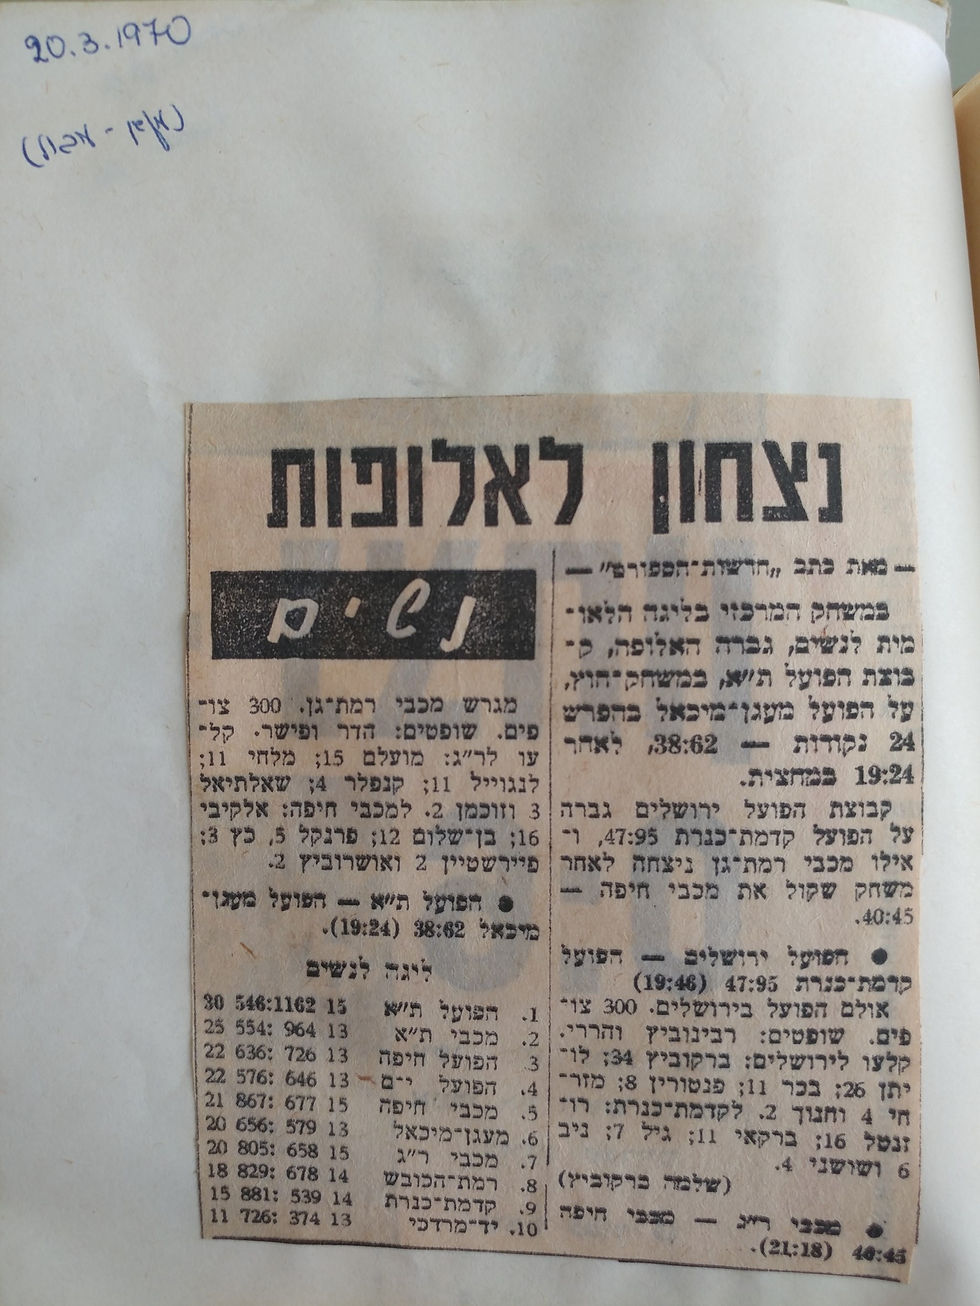 20.3.1970
נצחון לאלופות
— מאת כתב „חדשות־הספורט״ —
במשחק המרכזי בליגה הלאו־
מית לנשים, גברה האלופה, ק־
בוצת הפועל ת״א, במשחק־חוץ,
על הפועל מעגן־מיכאל בהפרש
24 נקודות — 38:62, לאחר
19:24 במחצית.
קבוצת הפועל ירושלים גברה
על הפועל קדמת־כנרת 47:95, ו־
אילו מכבי רמת־גן ניצחה לאחר
משחק שקול את מכבי חיפה —
40:45.
● הפועל ירושלים — הפועל
קדמת־כנרת 47:95 (19:46)
אולם הפועל בירושלים. 300 צו־
פים. שופטים: רבינוביץ והררי.
קלעו לירושלים: ברקוביץ 34; לו־
יתן 26; בכר 11; פנטורין 8; מזר־
חי 4 וחנוך 2. לקדמת־כנרת: רו־
זנטל 16; ברקאי 11; גיל 7; ניב
6 ושושני 4.
(שלמה ברקוביץ)
● מכבי ר״ג — מכבי חיפה
40:45 (21:18).
נשים
מגרש מכבי רמת־גן. 300 צו־
פים. שופטים: הדר ופישר. קל־
עו לר״ג: מועלם 15; מלחי 11;
לנגוייל 11; קנפלר 4; שאלתיאל
3 וזוכמן 2. למכבי חיפה: אלקיבי
16; בן־שלום 12; פרנקל 5, כץ 3;
פיירשטיין 2 ואושרוביץ 2.
● הפועל ת״א — הפועל מעגן־
מיכאל 38:62 (19:24).
ליגה לנשים
1. הפועל ת״א 15 546:1162 30
2. מכבי ת״א 13 554: 964 25
3 הפועל חיפה 13 636: 726 22
4. הפועל י־ם 13 576: 646 22
5. מכבי חיפה 15 867: 677 21
6. מעגן־מיכאל 13 656: 579 20
7. מכבי ר״ג 15 805: 658 20
8. רמת־הכובש 14 829: 678 18
9. קדמת־כנרת 14 881: 539 15
10. יד־מרדכי 13 726: 374 11